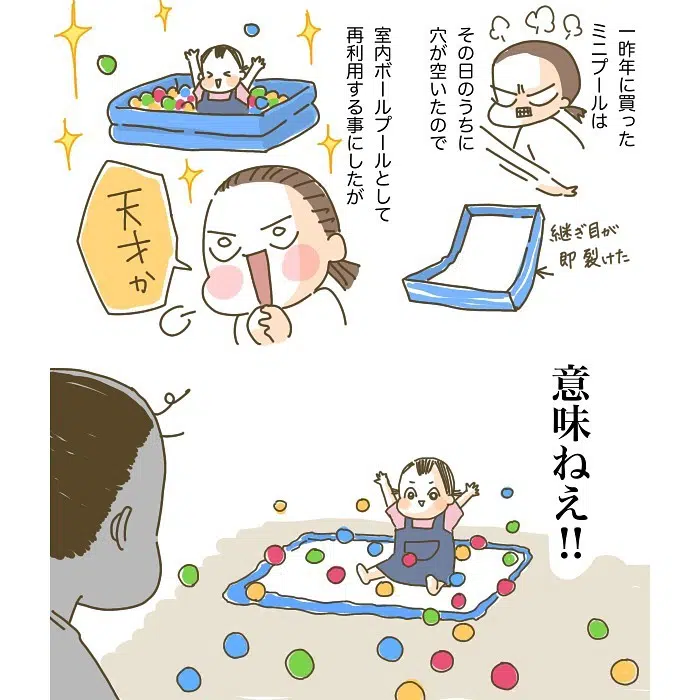 一昨年に買った
ミニプールは
その日のうちに
穴が空いたので
継ぎ目が
即裂けた
室内ボールプールとして
再利用する事にしたが
天才か
意味ねえ!!